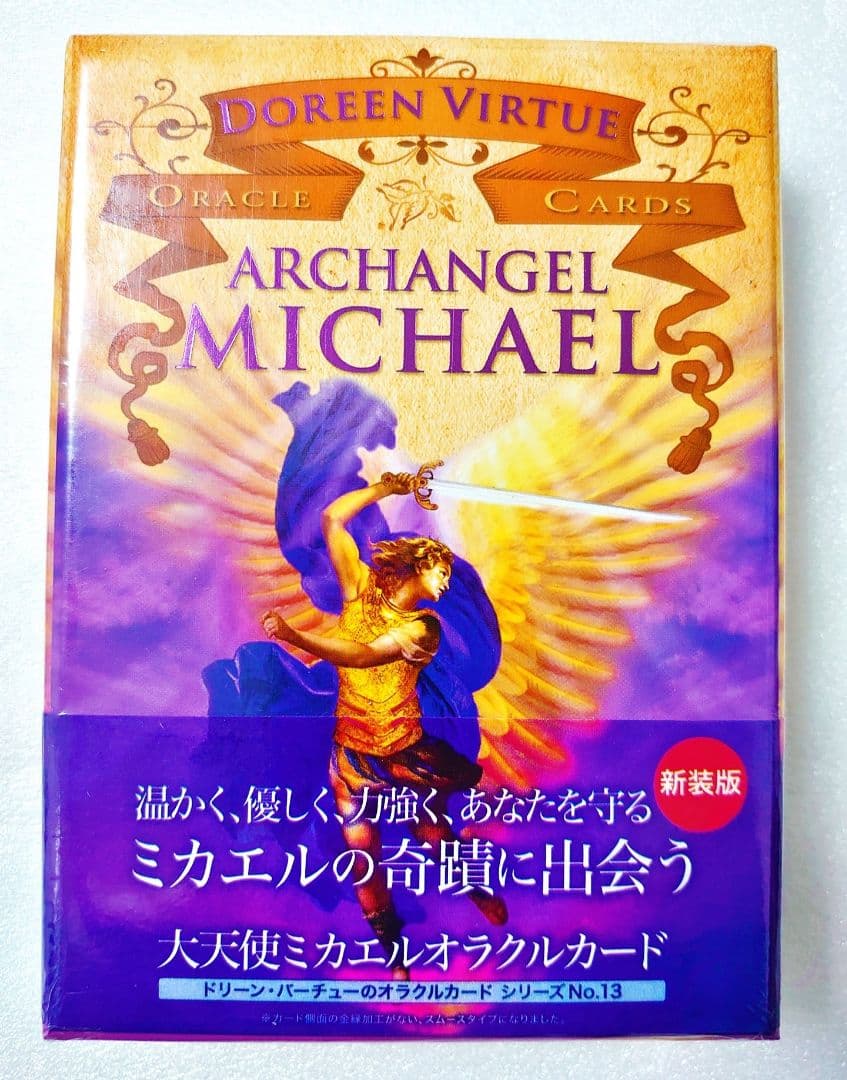 DOREEN VIRTUE
ORACLE CARDS
ARCHANGEL
MICHAEL
新装版
温かく、優しく、力強く、あなたを守る
ミカエルの奇蹟に出会う
大天使ミカエルオラクルカード
ドリーン・バーチューのオラクルカード シリーズNo.13
※カード側面の金縁加工がない、スムースタイプになりました。